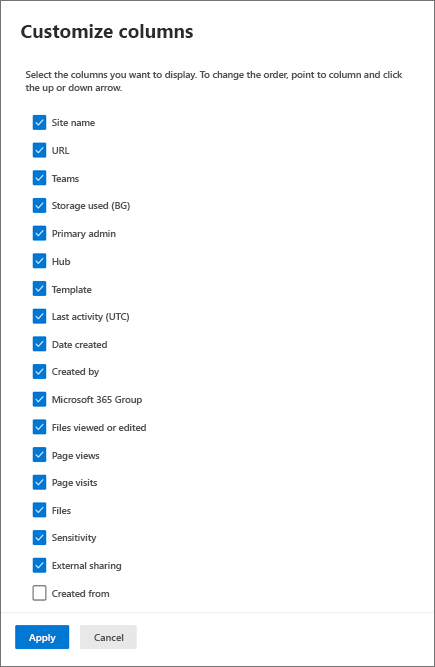 Customize columns
Select the columns you want to display. To change the order, point to column and click
the up or down arrow.
Site name
URL
Teams
Storage used (BG)
Primary admin
Hub
Template
Last activity (UTC)
Date created
Created by
Microsoft 365 Group
Files viewed or edited
Page views
Page visits
Files
Sensitivity
External sharing
Created from
Apply Cancel